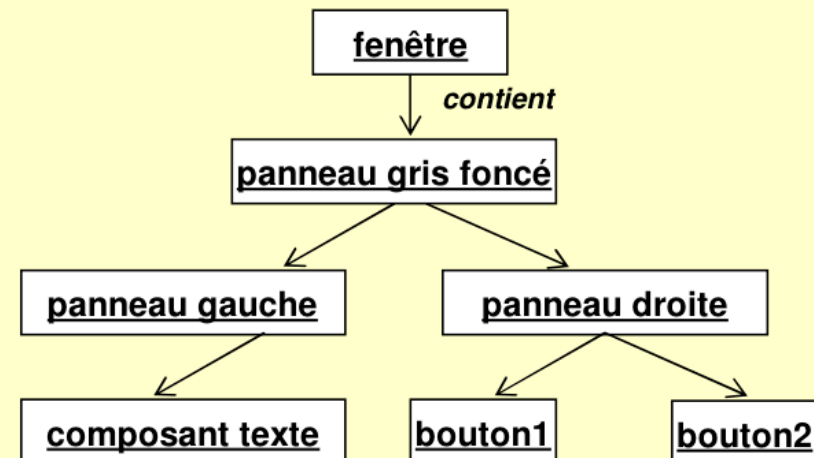 fenêtre
contient
panneau gris foncé
panneau gauche
panneau droite
composant texte
bouton1
bouton2